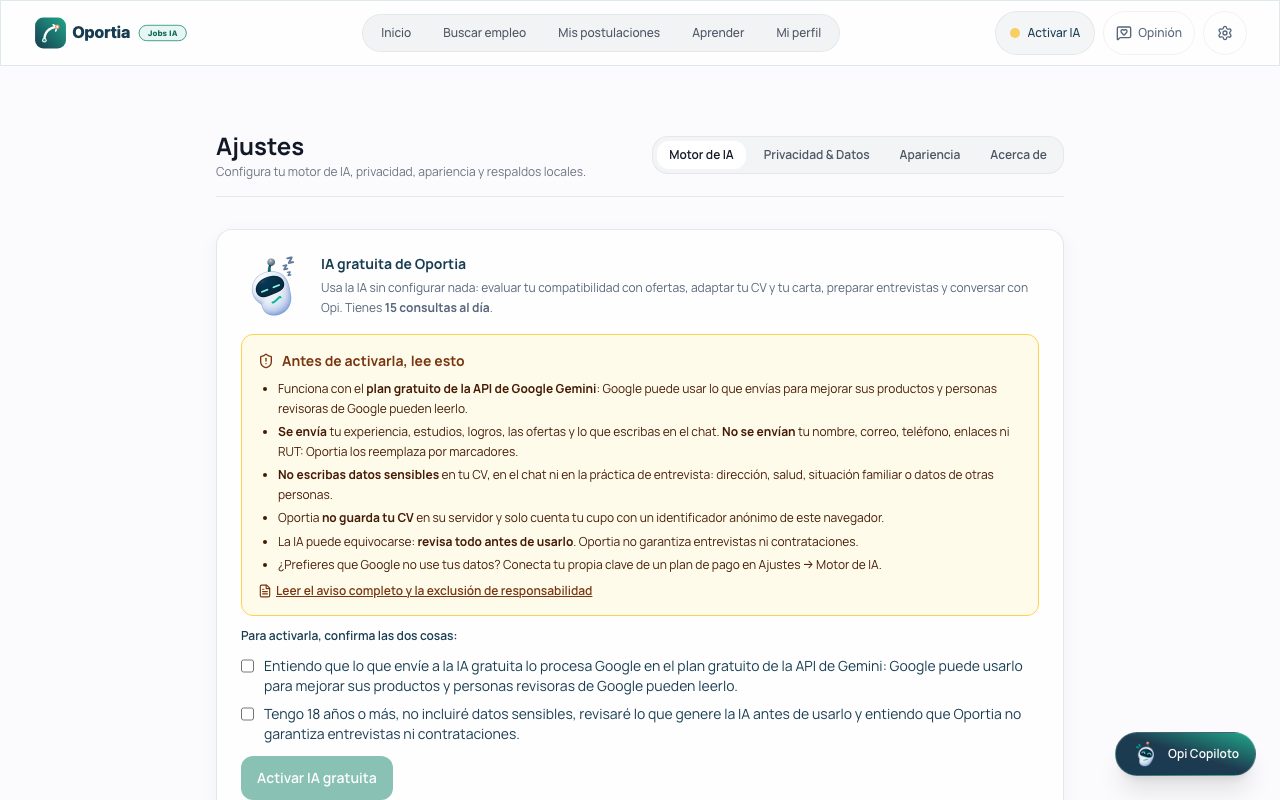 Oportia Jobs IA
Inicio Buscar empleo Mis postulaciones Aprender Mi perfil
Activar IA Opinión
Ajustes
Configura tu motor de IA, privacidad, apariencia y respaldos locales.
Motor de IA Privacidad & Datos Apariencia Acerca de
IA gratuita de Oportia
Usa la IA sin configurar nada: evaluar tu compatibilidad con ofertas, adaptar tu CV y tu carta, preparar entrevistas y conversar con
Opi. Tienes 15 consultas al día.
Antes de activarla, lee esto
• Funciona con el plan gratuito de la API de Google Gemini: Google puede usar lo que envías para mejorar sus productos y personas
revisoras de Google pueden leerlo.
• Se envía tu experiencia, estudios, logros, las ofertas y lo que escribas en el chat. No se envían tu nombre, correo, teléfono, enlaces ni
RUT: Oportia los reemplaza por marcadores.
• No escribas datos sensibles en tu CV, en el chat ni en la práctica de entrevista: dirección, salud, situación familiar o datos de otras
personas.
• Oportia no guarda tu CV en su servidor y solo cuenta tu cupo con un identificador anónimo de este navegador.
• La IA puede equivocarse: revisa todo antes de usarlo. Oportia no garantiza entrevistas ni contrataciones.
• ¿Prefieres que Google no use tus datos? Conecta tu propia clave de un plan de pago en Ajustes → Motor de IA.
Leer el aviso completo y la exclusión de responsabilidad
Para activarla, confirma las dos cosas:
Entiendo que lo que envíe a la IA gratuita lo procesa Google en el plan gratuito de la API de Gemini: Google puede usarlo
para mejorar sus productos y personas revisoras de Google pueden leerlo.
Tengo 18 años o más, no incluiré datos sensibles, revisaré lo que genere la IA antes de usarlo y entiendo que Oportia no
garantiza entrevistas ni contrataciones.
Activar IA gratuita
Opi Copiloto